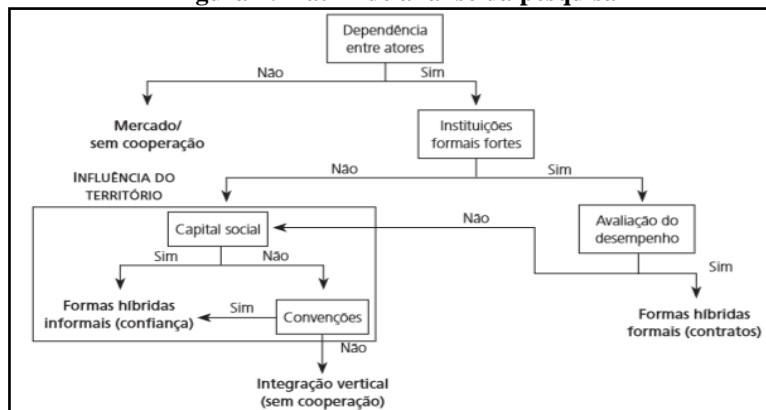 Dependência
entre atores
Não
Sim
Mercado/
sem cooperação
Instituições
formais fortes
Não
Sim
INFLUÊNCIA DO
TERRITÓRIO
Capital social
Não
Avaliação do
desempenho
Sim
Não
Sim
Formas híbridas
informais (confiança)
Sim
Convenções
Formas híbridas
formais (contratos)
Não
Integração vertical
(sem cooperação)